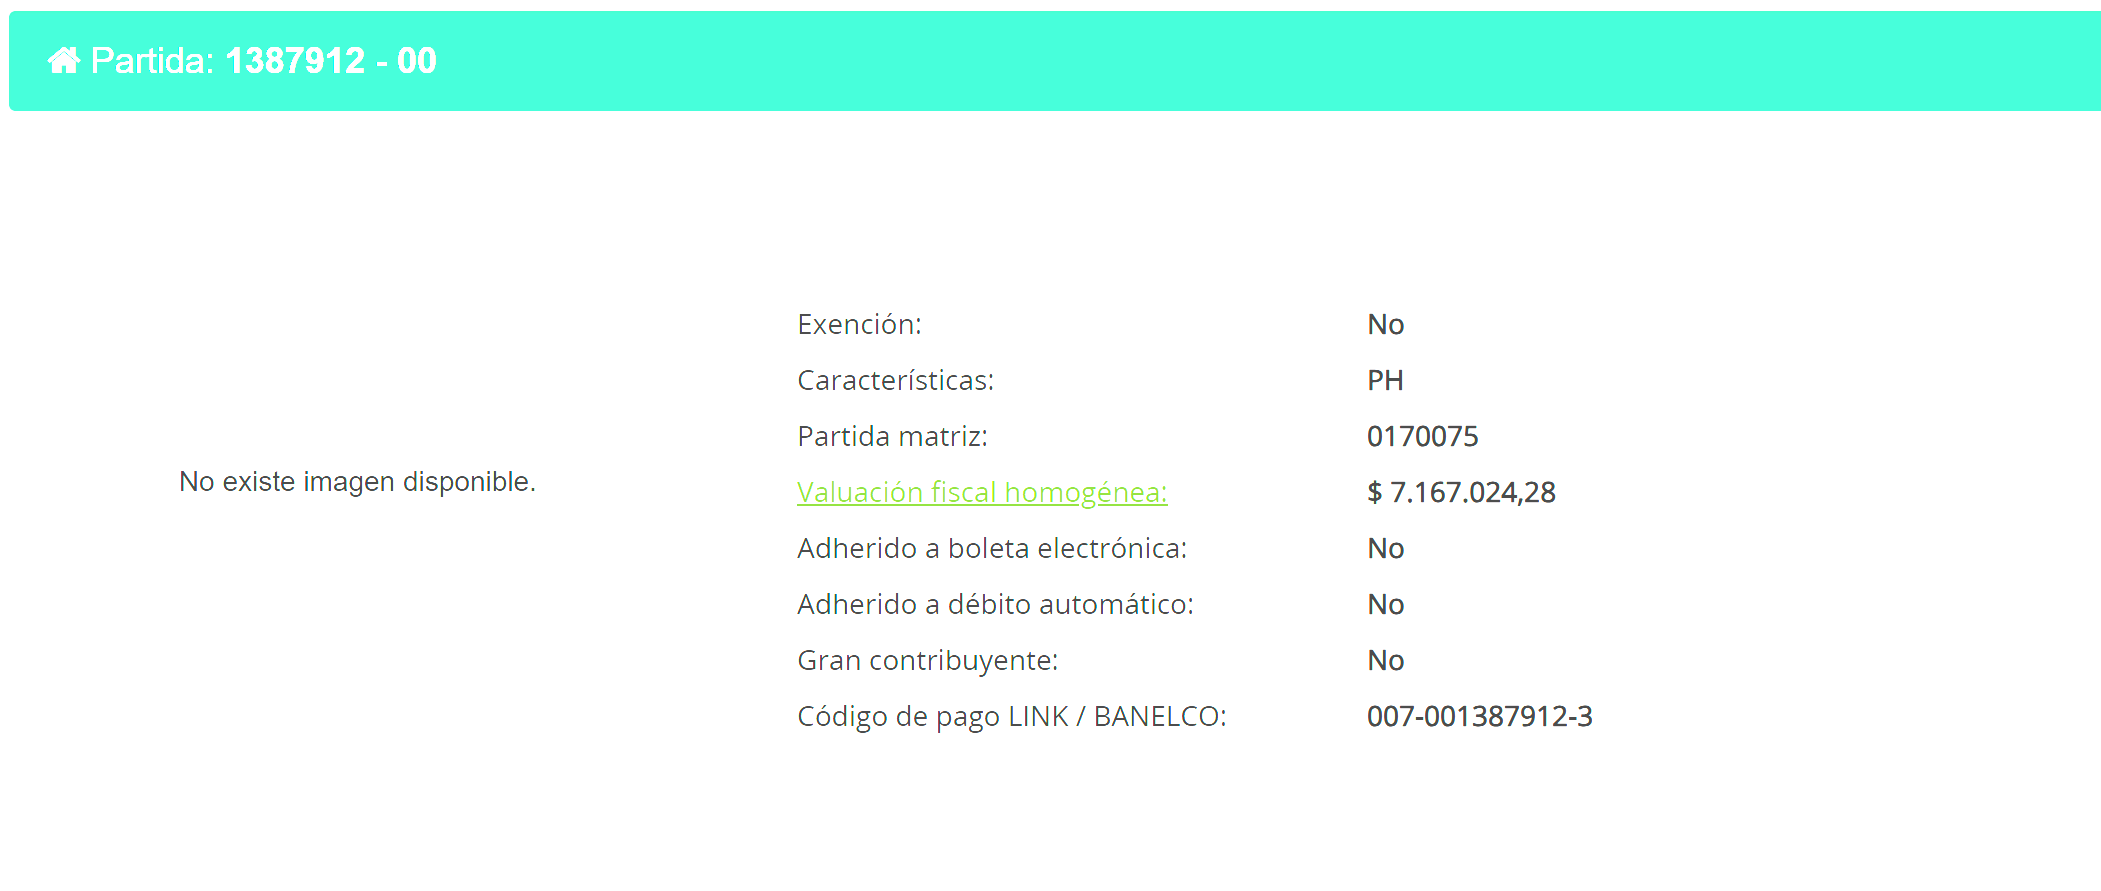 Partida: 1387912 - 00
No existe imagen disponible.
Exención: No
Características: PH
Partida matriz: 0170075
Valuación fiscal homogénea: $ 7.167.024,28
Adherido a boleta electrónica: No
Adherido a débito automático: No
Gran contribuyente: No
Código de pago LINK / BANELCO: 007-001387912-3